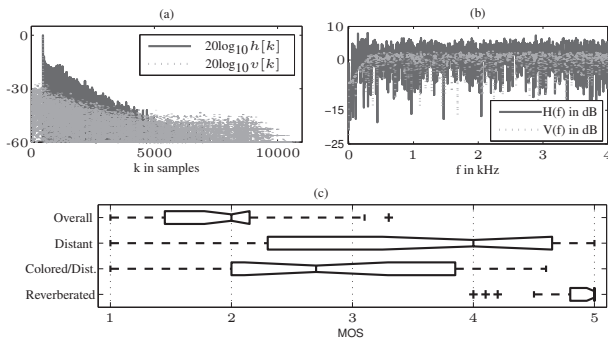 (a)
0
-30
-60
0
5000
10000
k in samples
20log10 h[k]
20log10 v[k]
(b)
10
0
-15
-25
0
1
2
3
4
f in kHz
H(f) in dB
V(f) in dB
(c)
Overall
Distant
Colored/Dist.
Reverberated
1
2
3
4
5
MOS